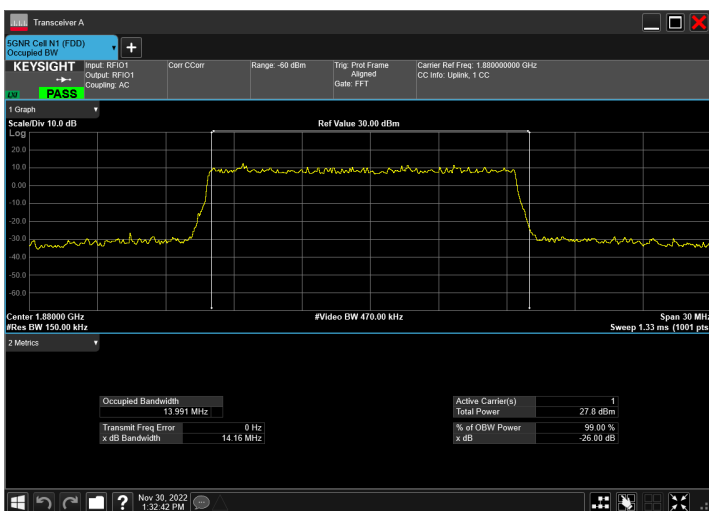 Transceiver A
5GNR Cell N1 (FDD)
Occupied BW
KEYSIGHT
LXI
PASS
Input: RFIO1
Output: RFIO1
Coupling: AC
Corr CCorr
Range: -60 dBm
Trig: Prot Frame
Aligned
Gate: FFT
Carrier Ref Freq: 1.880000000 GHz
CC Info: Uplink, 1 CC
1 Graph
Scale/Div 10.0 dB
Ref Value 30.00 dBm
Log
20.0
10.0
0.00
-10.0
-20.0
-30.0
-40.0
-50.0
-60.0
Center 1.88000 GHz
#Video BW 470.00 kHz
Span 30 MHz
#Res BW 150.00 kHz
Sweep 1.33 ms (1001 pts
2 Metrics
Occupied Bandwidth
13.991 MHz
Transmit Freq Error 0 Hz
x dB Bandwidth 14.16 MHz
Active Carrier(s) 1
Total Power 27.8 dBm
% of OBW Power 99.00 %
x dB -26.00 dB
?
Nov 30, 2022
1:32:42 PM